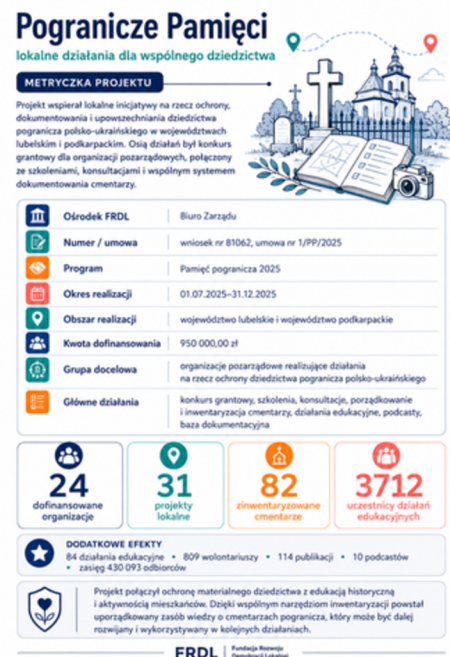 Pogranicze Pamięci
lokalne działania dla wspólnego dziedzictwa
METRYCZKA PROJEKTU
Projekt wspierał lokalne inicjatywy na rzecz ochrony,
dokumentowania i upowszechniania dziedzictwa
pogranicza polsko-ukraińskiego w województwach
lubelskim i podkarpackim. Osią działań był konkurs
grantowy dla organizacji pozarządowych, połączony
ze szkoleniami, konsultacjami i wspólnym systemem
dokumentowania cmentarzy.
Ośrodek FRDL Biuro Zarządu
Numer / umowa wniosek nr 81062, umowa nr 1/PP/2025
Program Pamięć pogranicza 2025
Okres realizacji 01.07.2025–31.12.2025
Obszar realizacji województwo lubelskie i województwo podkarpackie
Kwota dofinansowania 950 000,00 zł
Grupa docelowa organizacje pozarządowe realizujące działania
na rzecz ochrony dziedzictwa pogranicza polsko-ukraińskiego
Główne działania konkurs grantowy, szkolenia, konsultacje, porządkowanie
i inwentaryzacja cmentarzy, działania edukacyjne, podcasty,
baza dokumentacyjna
24
dofinansowane
organizacje
31
projekty
lokalne
82
zinwentaryzowane
cmentarze
3712
uczestnicy działań
edukacyjnych
DODATKOWE EFEKTY
84 działania edukacyjne • 809 wolontariuszy • 114 publikacji • 10 podcastów
• zasięg 430 093 odbiorców
Projekt połączył ochronę materialnego dziedzictwa z edukacją historyczną
i aktywnością mieszkańców. Dzięki wspólnym narzędziom inwentaryzacji powstał
uporządkowany zasób wiedzy o cmentarzach pogranicza, który może być dalej
rozwijany i wykorzystywany w kolejnych działaniach.
FRDL Fundacja Rozwoju
Demokracji Lokalnej